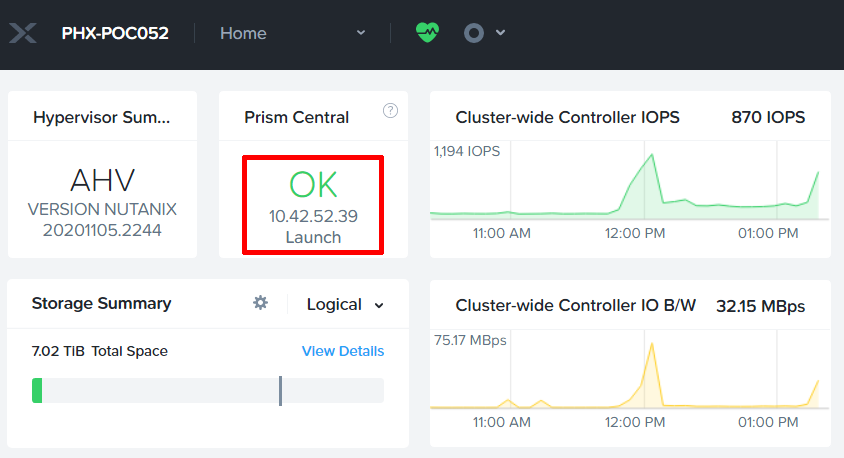 PHX-POC052
Home
Hypervisor Sum...
AHV
VERSION NUTANIX
20201105.2244
Prism Central
?
OK
10.42.52.39
Launch
Cluster-wide Controller IOPS 870 IOPS
1,194 IOPS
11:00 AM 12:00 PM 01:00 PM
Storage Summary
Logical
7.02 TIB Total Space
View Details
Cluster-wide Controller IO B/W 32.15 MBps
75.17 MBps
11:00 AM 12:00 PM 01:00 PM